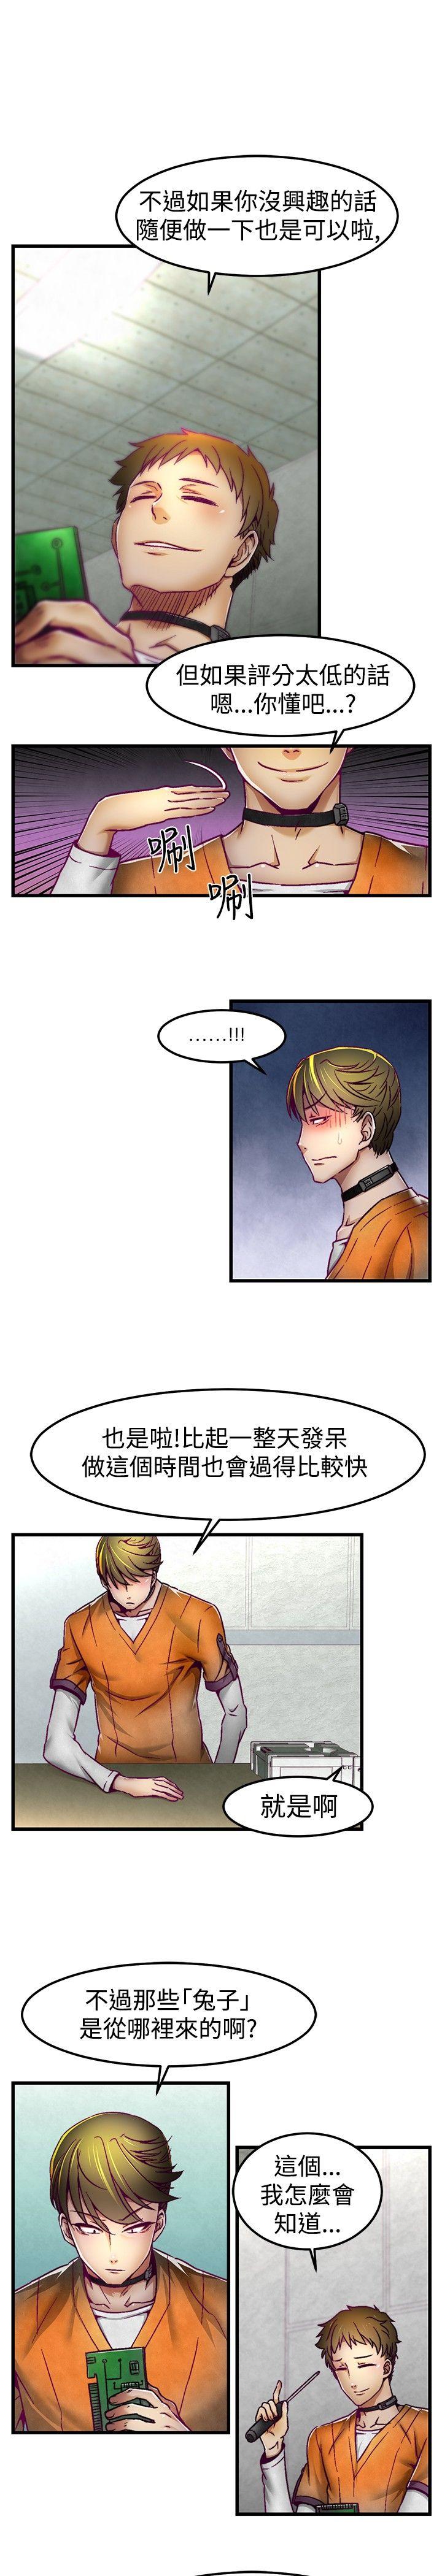 不過如果你沒興趣的話
隨便做一下也是可以啦,
但如果評分太低的話
嗯...你懂吧...?
唰
唰
......!!!
也是啦!比起一整天發呆
做這個時間也會過得比較快
就是啊
不過那些「兔子」
是從哪裡來的啊?
這個...
我怎麼會
知道...